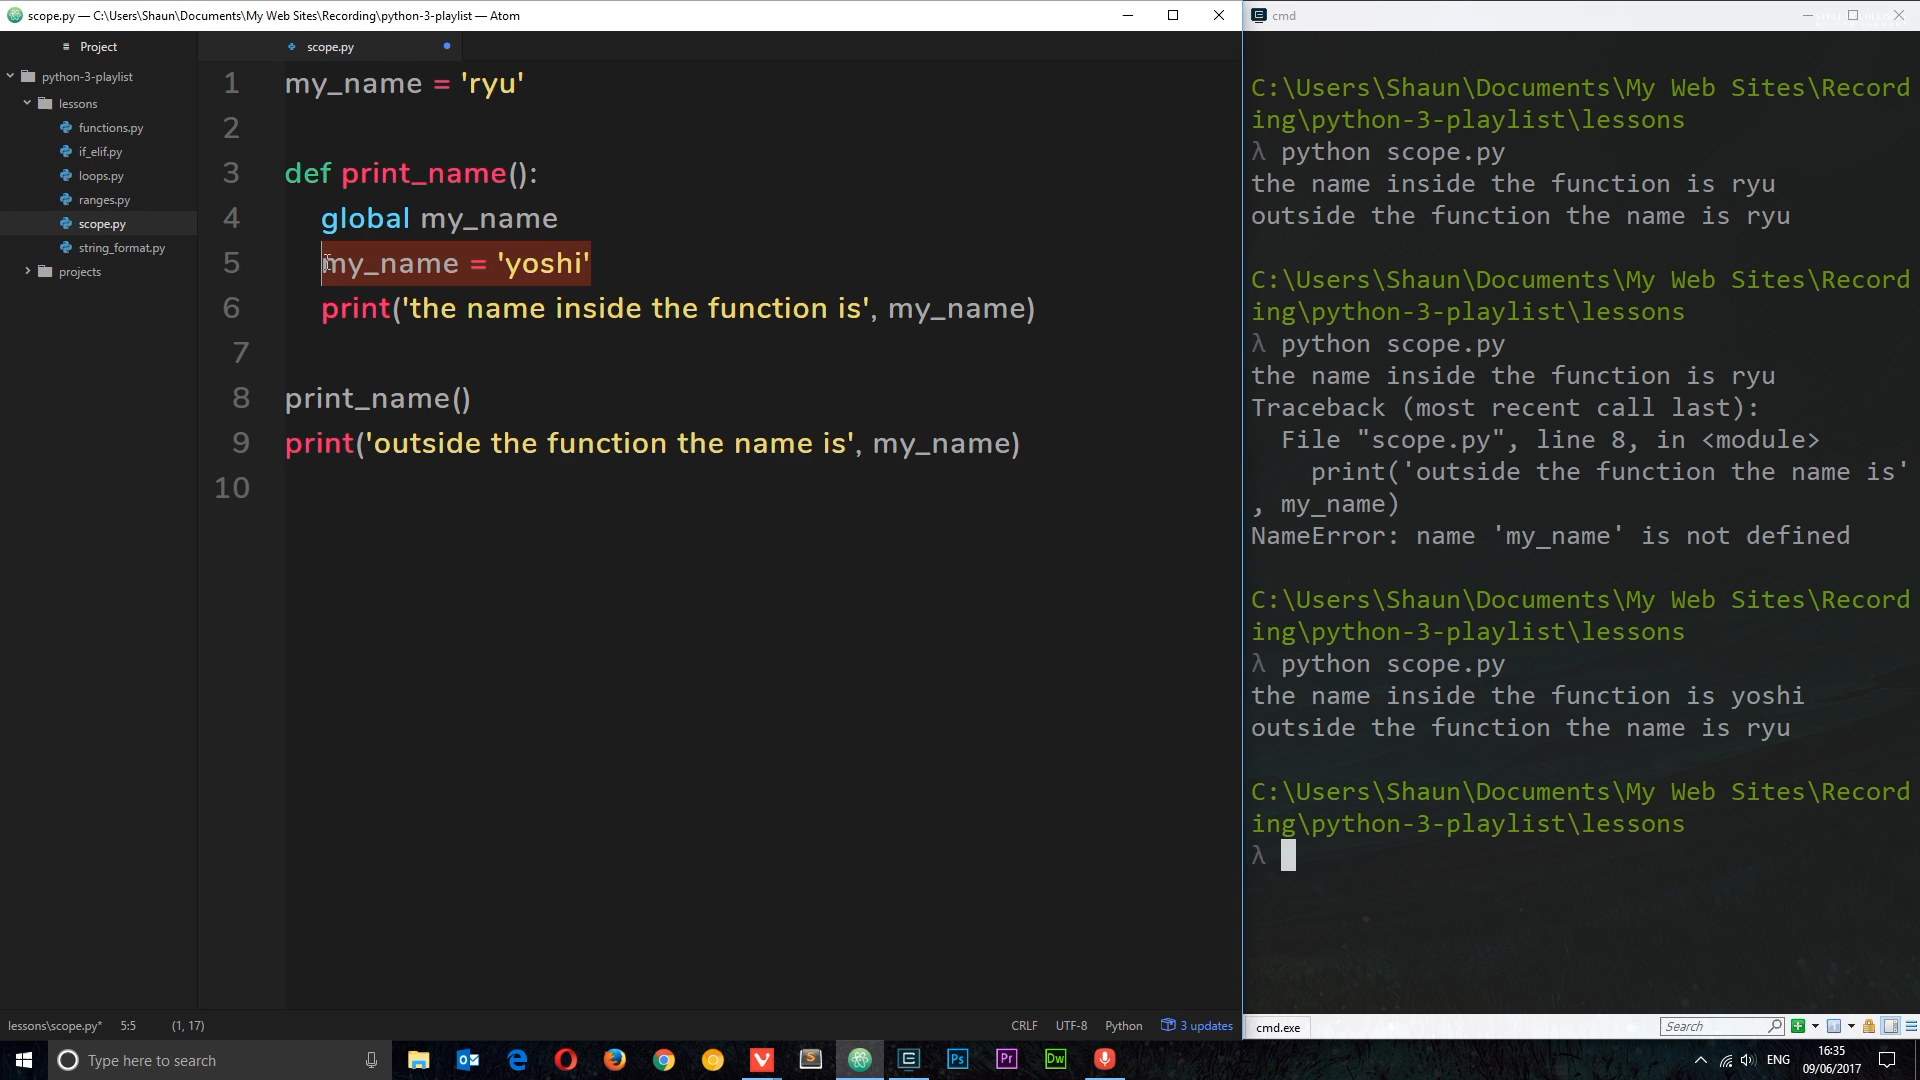 scope.py — C:\Users\Shaun\Documents\My Web Sites\Recording\python-3-playlist — Atom
Project
python-3-playlist
lessons
functions.py
if_elif.py
loops.py
ranges.py
scope.py
string_format.py
projects
scope.py
1 my_name = 'ryu'
2
3 def print_name():
4 global my_name
5 my_name = 'yoshi'
6 print('the name inside the function is', my_name)
7
8 print_name()
9 print('outside the function the name is', my_name)
10
lessons\scope.py* 5:5 (1, 17)
CRLF UTF-8 Python 3 updates
cmd
C:\Users\Shaun\Documents\My Web Sites\Record
ing\python-3-playlist\lessons
λ python scope.py
the name inside the function is ryu
outside the function the name is ryu
C:\Users\Shaun\Documents\My Web Sites\Record
ing\python-3-playlist\lessons
λ python scope.py
the name inside the function is ryu
Traceback (most recent call last):
File "scope.py", line 8, in <module>
print('outside the function the name is'
, my_name)
NameError: name 'my_name' is not defined
C:\Users\Shaun\Documents\My Web Sites\Record
ing\python-3-playlist\lessons
λ python scope.py
the name inside the function is yoshi
outside the function the name is ryu
C:\Users\Shaun\Documents\My Web Sites\Record
ing\python-3-playlist\lessons
λ
cmd.exe
Search
Type here to search
Ps
Pr
Dw
ENG
16:35
09/06/2017